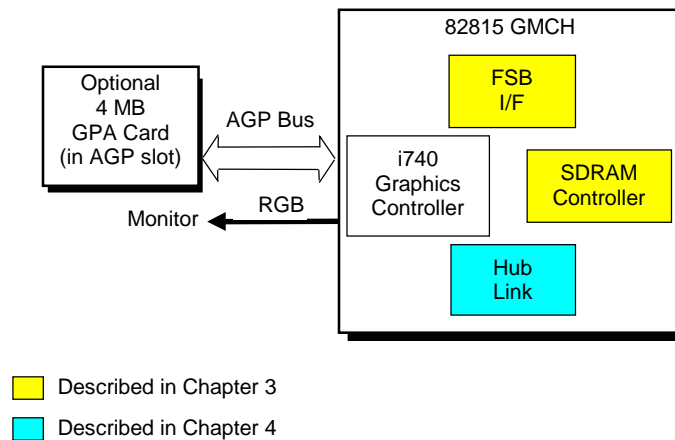 82815 GMCH
Optional
4 MB
GPA Card
(in AGP slot)
AGP Bus
FSB
I/F
i740
Graphics
Controller
SDRAM
Controller
RGB
Monitor
Hub
Link
Described in Chapter 3
Described in Chapter 4